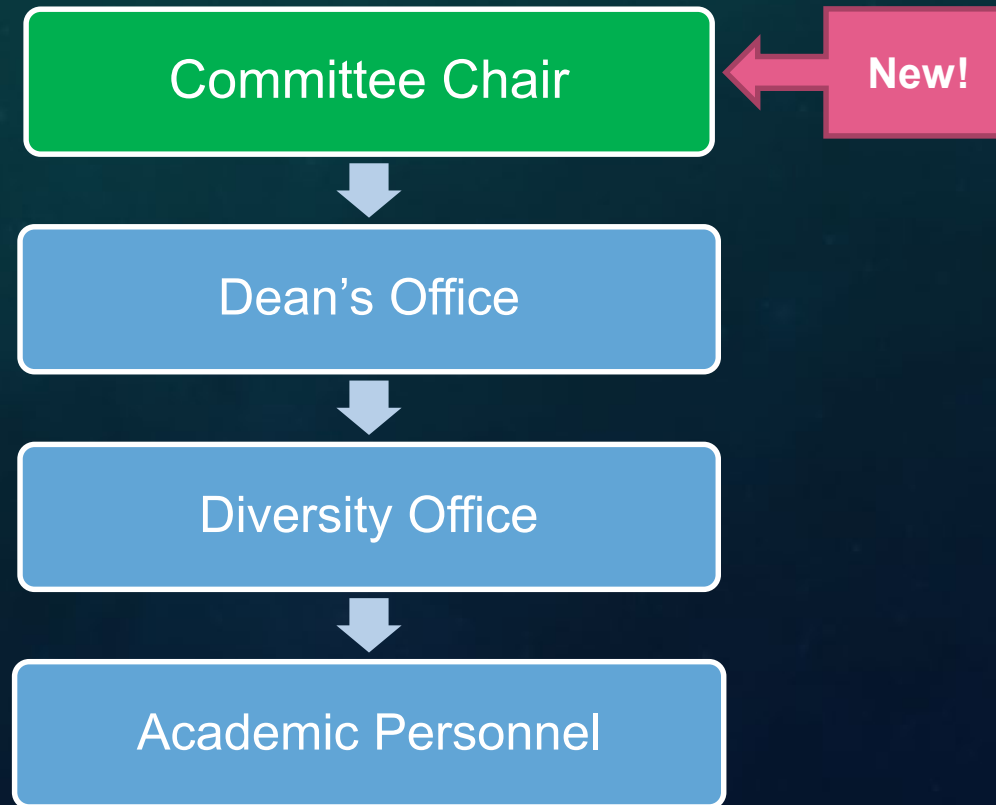 Committee Chair
New!
Dean’s Office
Diversity Office
Academic Personnel